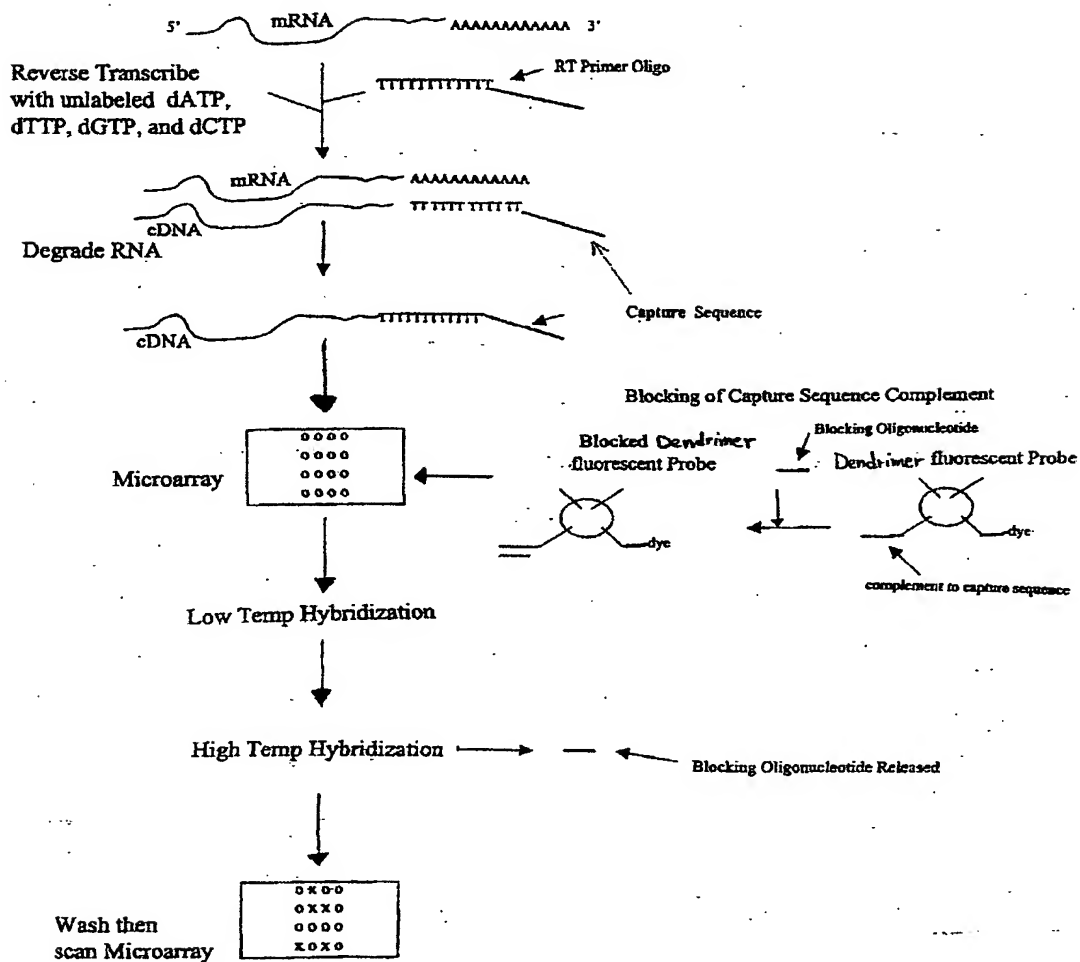 5' mRNA AAAAAAAAAAAA 3'
RT Primer Oligo
TTTTTTTTTTTT
Reverse Transcribe
with unlabeled dATP,
dTTP, dGTP, and dCTP
mRNA AAAAAAAAAAAA
TTTTTTTTTTTT
cDNA
Degrade RNA
Capture Sequence
TTTTTTTTTTTT
cDNA
Blocking of Capture Sequence Complement
Blocking Oligonucleotide
Blocked Dendrimer
fluorescent Probe
Dendrimer fluorescent Probe
Microarray
o o o o
o o o o
o o o o
o o o o
dye
dye
complement to capture sequence
Low Temp Hybridization
High Temp Hybridization
Blocking Oligonucleotide Released
Wash then
scan Microarray
o x o o
o x x o
o o o o
x o x o